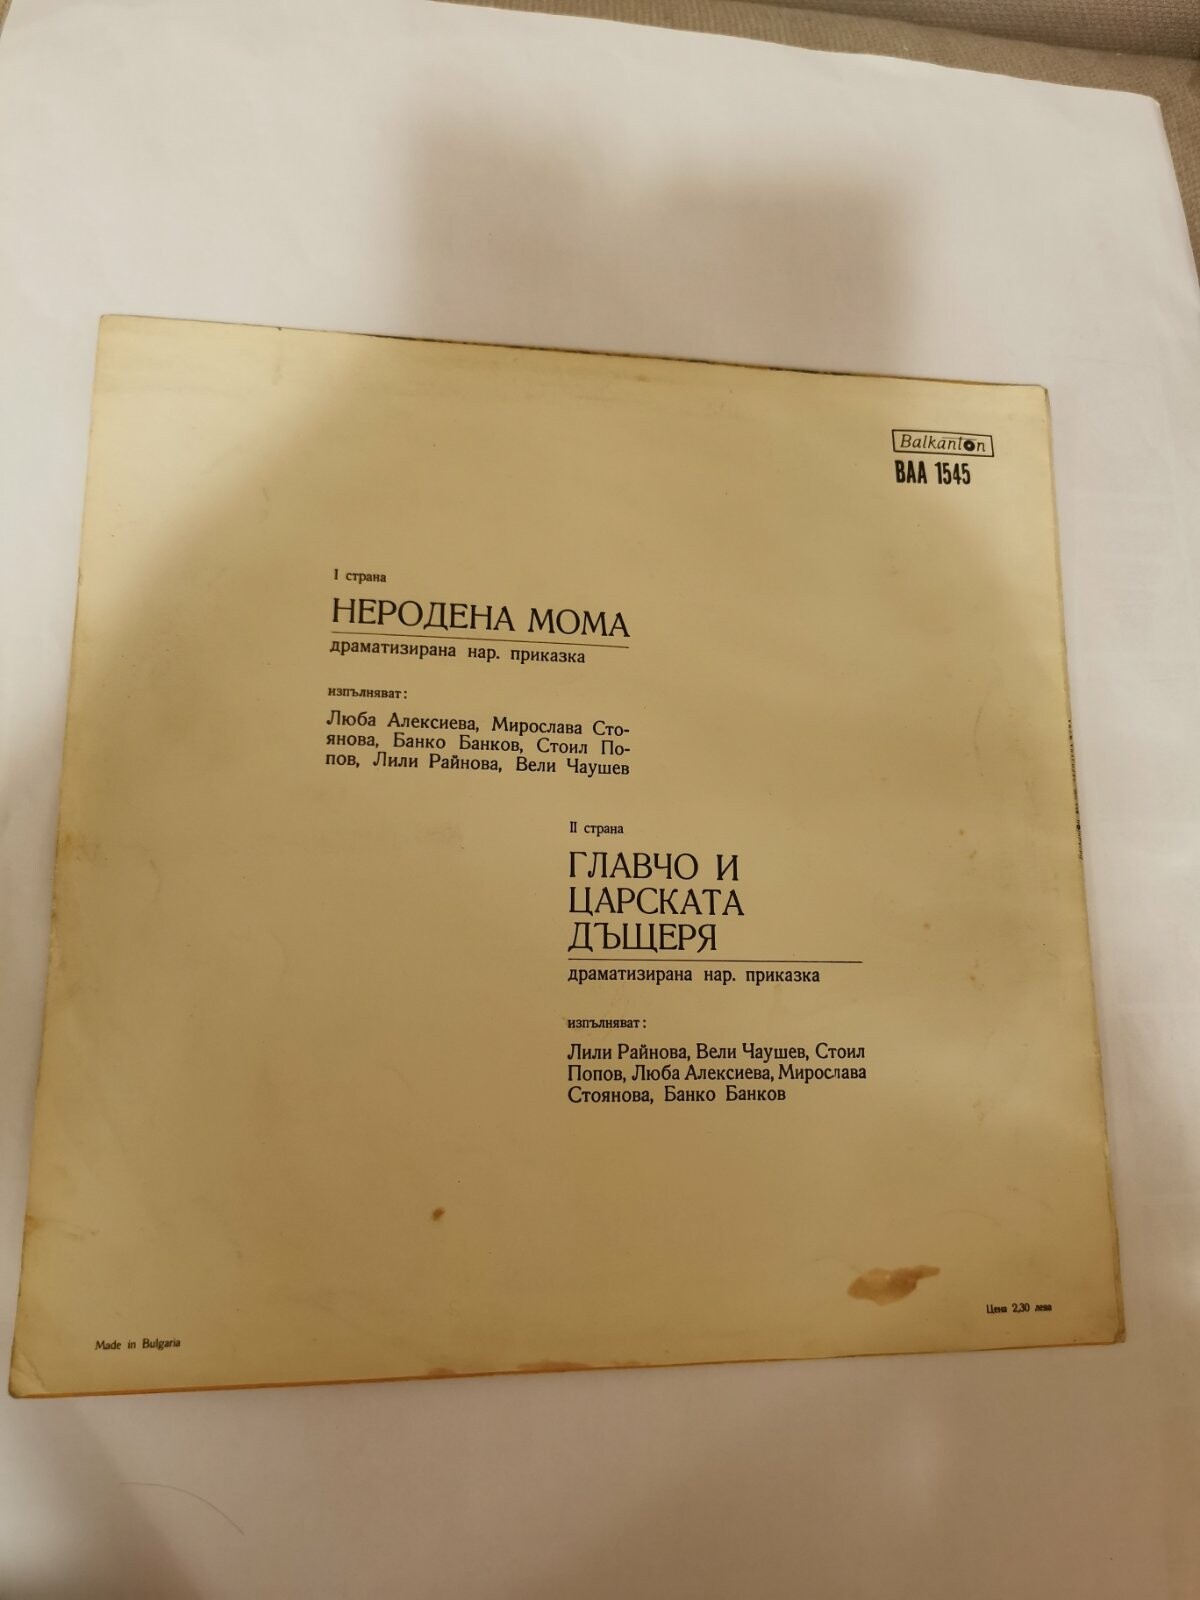 Balkanton
ВАА 1545
I страна
НЕРОДЕНА МОМА
драматизирана нар. приказка
изпълняват:
Люба Алексиева, Мирослава Сто-
янова, Банко Банков, Стоил По-
пов, Лили Райнова, Вели Чаушев
II страна
ГЛАВЧО И
ЦАРСКАТА
ДЪЩЕРЯ
драматизирана нар. приказка
изпълняват:
Лили Райнова, Вели Чаушев, Стоил
Попов, Люба Алексиева, Мирослава
Стоянова, Банко Банков
Цена 2,30 лева
Made in Bulgaria